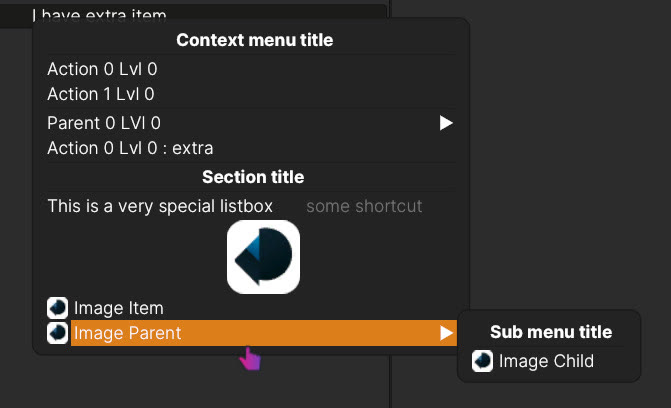 I have extra item
Context menu title
Action 0 Lvl 0
Action 1 Lvl 0
Parent 0 LVl 0
Action 0 Lvl 0 : extra
Section title
This is a very special listbox some shortcut
Image Item
Image Parent
Sub menu title
Image Child